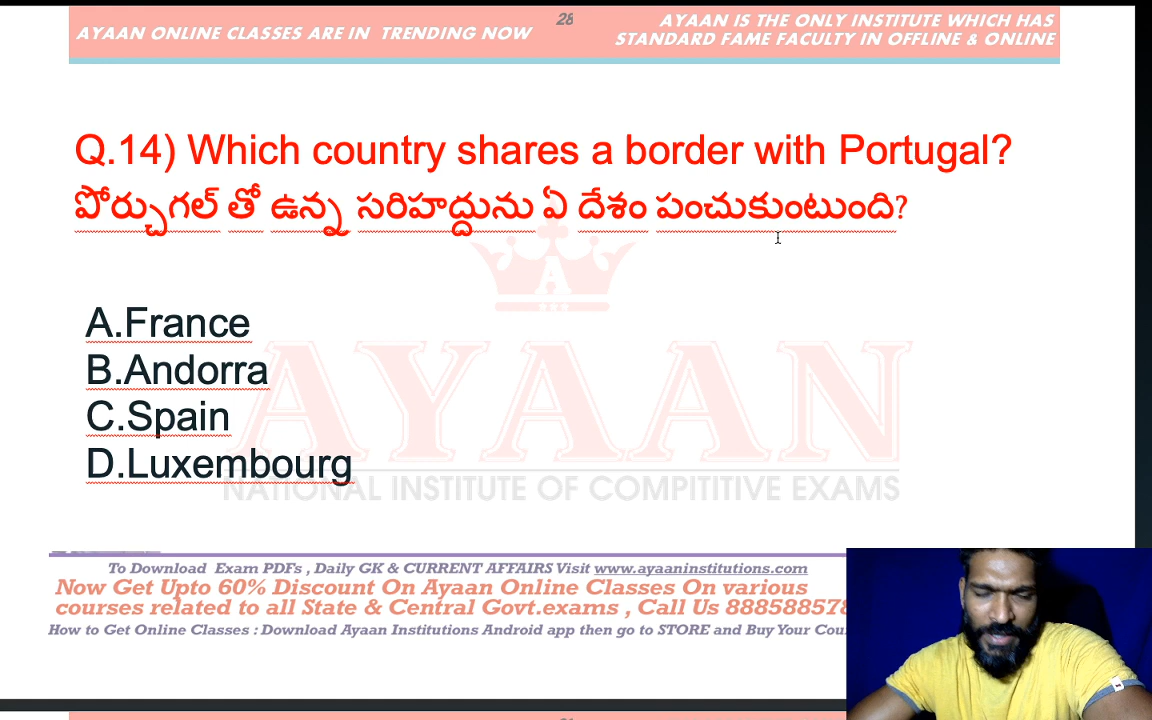 AYAAN ONLINE CLASSES ARE IN TRENDING NOW
28
AYAAN IS THE ONLY INSTITUTE WHICH HAS
STANDARD FAME FACULTY IN OFFLINE & ONLINE
Q.14) Which country shares a border with Portugal?
పోర్చుగల్ తో ఉన్న సరిహద్దును ఏ దేశం పంచుకుంటుంది?
A.France
B.Andorra
C.Spain
D.Luxembourg
AYAAN
NATIONAL INSTITUTE OF COMPITITIVE EXAMS
To Download Exam PDFs , Daily GK & CURRENT AFFAIRS Visit www.ayaaninstitutions.com
Now Get Upto 60% Discount On Ayaan Online Classes On various
courses related to all State & Central Govt.exams , Call Us 888588578
How to Get Online Classes : Download Ayaan Institutions Android app then go to STORE and Buy Your